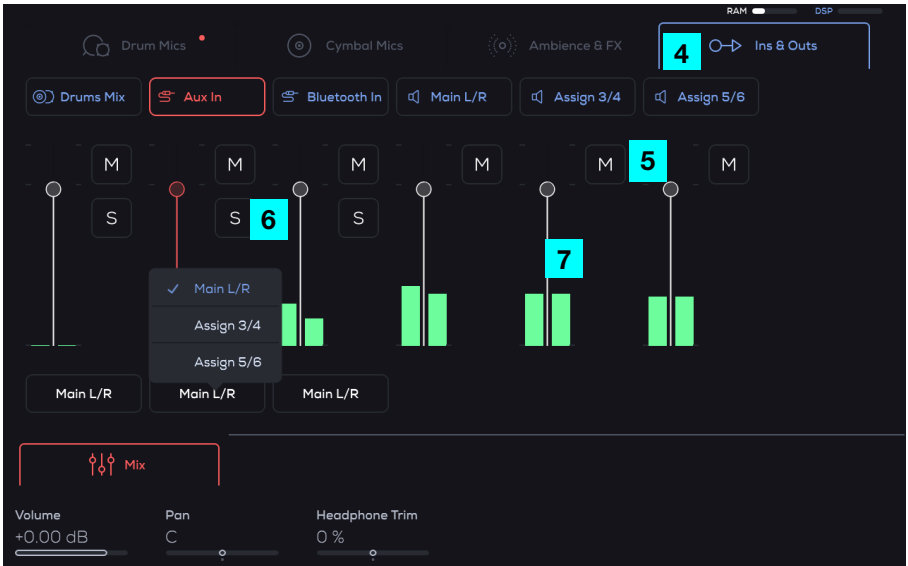 RAM DSP
Drum Mics Cymbal Mics Ambience & FX 4 Ins & Outs
Drums Mix Aux In Bluetooth In Main L/R Assign 3/4 Assign 5/6
M M M M M 5 M
S S 6 S
7
Main L/R
Assign 3/4
Assign 5/6
Main L/R Main L/R Main L/R
Mix
Volume Pan Headphone Trim
+0.00 dB C 0 %